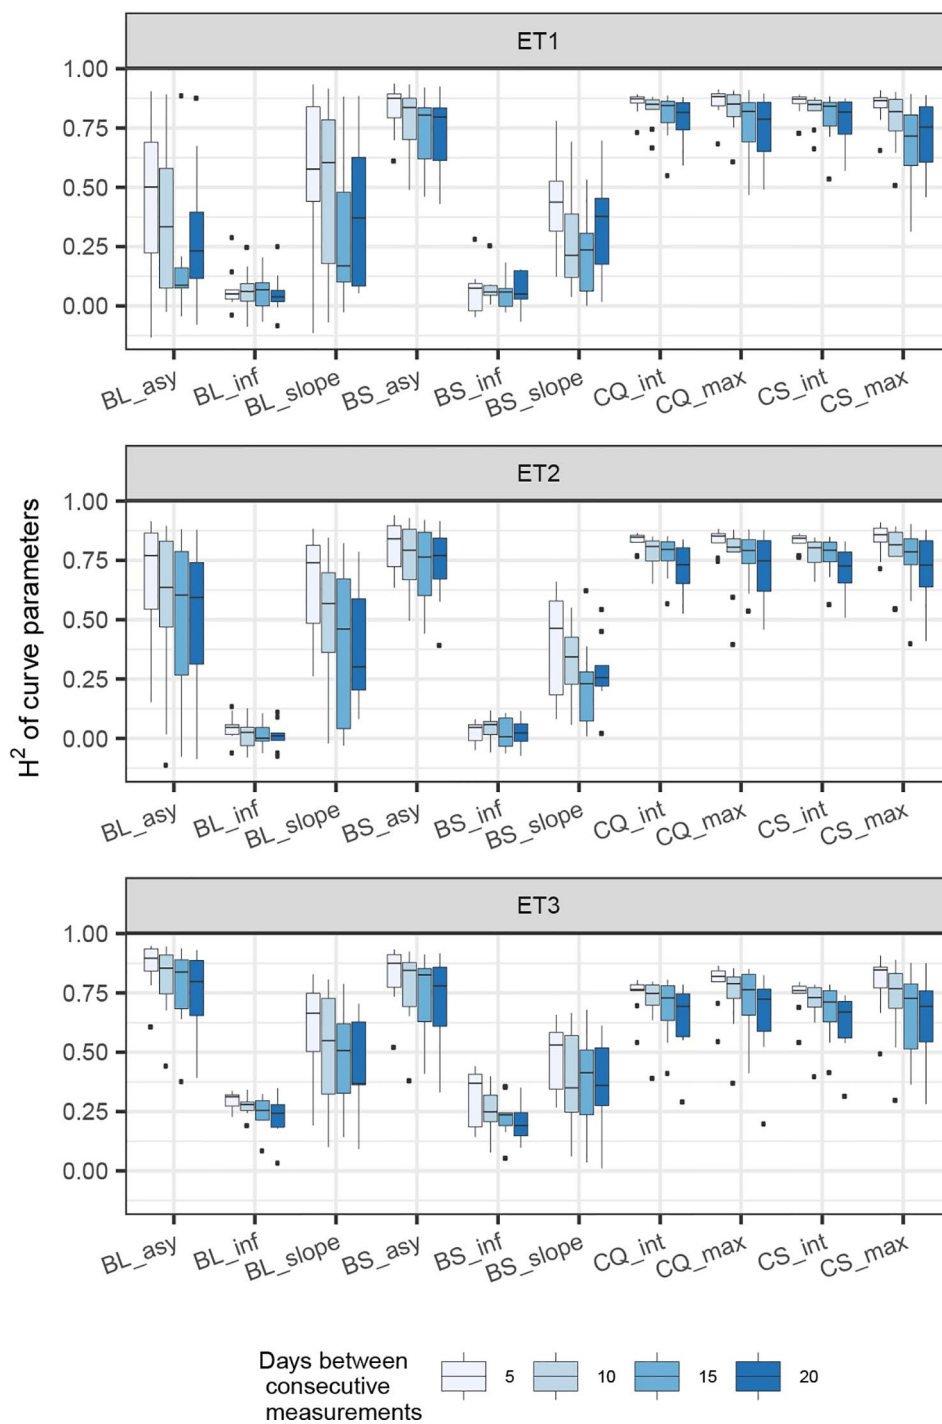 ET1
1.00
0.75
0.50
0.25
0.00
BL_asy BL_inf BL_slope BS_asy BS_inf BS_slope CQ_int CQ_max CS_int CS_max
ET2
1.00
0.75
0.50
0.25
0.00
BL_asy BL_inf BL_slope BS_asy BS_inf BS_slope CQ_int CQ_max CS_int CS_max
H² of curve parameters
ET3
1.00
0.75
0.50
0.25
0.00
BL_asy BL_inf BL_slope BS_asy BS_inf BS_slope CQ_int CQ_max CS_int CS_max
Days between
consecutive
measurements
5 10 15 20